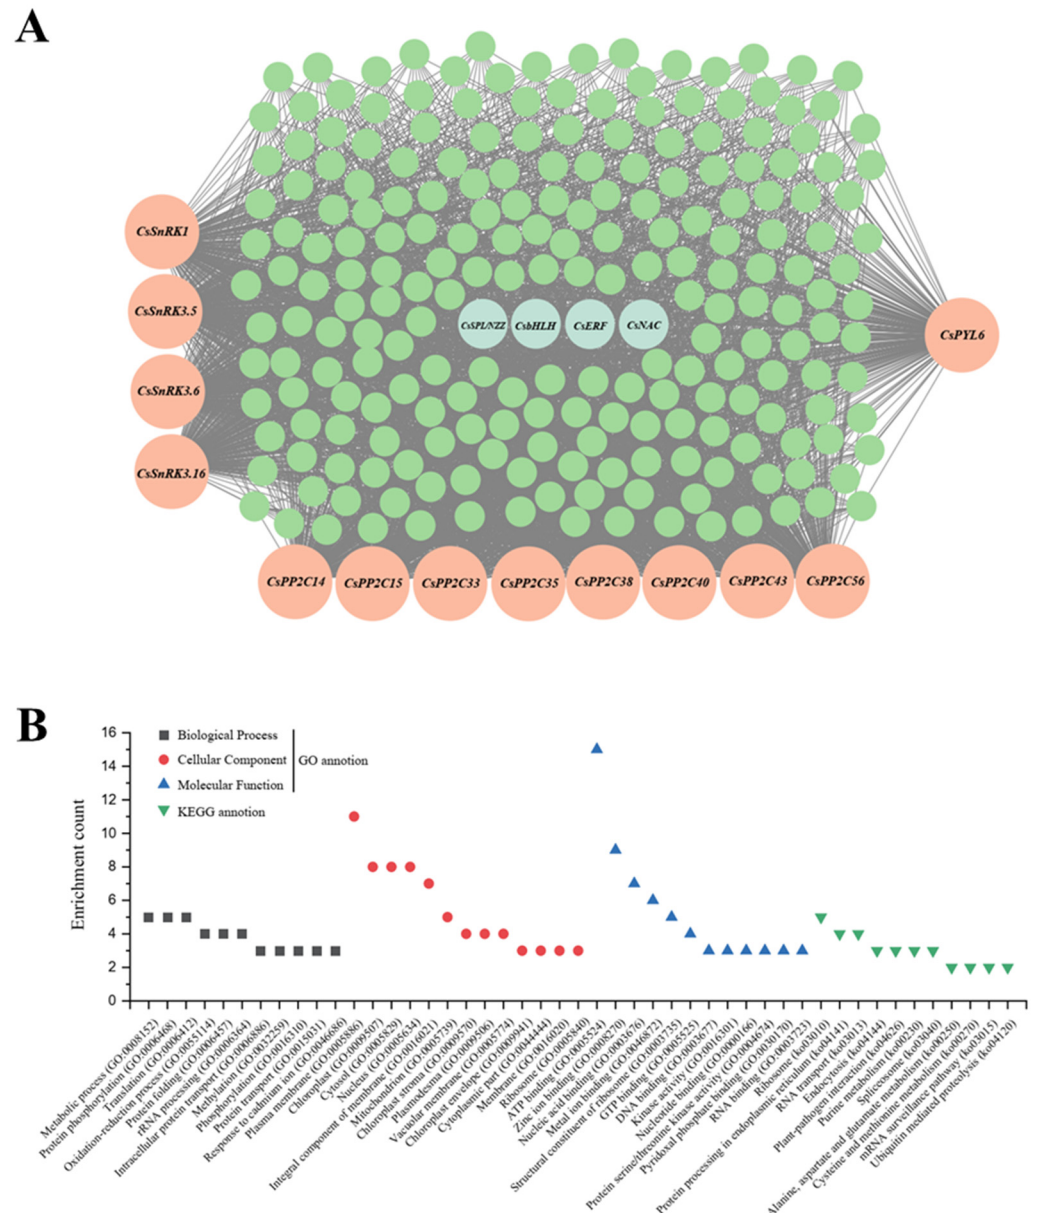 A
CsSnRK1
CsSnRK3.5
CsSnRK3.6
CsSnRK3.16
CsSPL/NZZ
CsbHLH
CsERF
CsNAC
CsPYL6
CsPP2C14
CsPP2C15
CsPP2C33
CsPP2C35
CsPP2C38
CsPP2C40
CsPP2C43
CsPP2C56
B
Enrichment count
16
14
12
10
8
6
4
2
0
Biological Process
Cellular Component
Molecular Function
GO annotion
KEGG annotion
Metabolic process (GO:0008152)
Protein phosphorylation (GO:0006468)
Translation (GO:0006412)
Oxidation-reduction process (GO:0055114)
Protein folding (GO:0006457)
rRNA processing (GO:0006364)
Intracellular protein transport (GO:0006886)
Methylation (GO:0032259)
Phosphorylation (GO:0016310)
Protein transport (GO:0015031)
Response to cadmium ion (GO:0046686)
Plasma membrane (GO:0005886)
Chloroplast (GO:0009507)
Cytosol (GO:0005829)
Nucleus (GO:0005634)
Integral component of membrane (GO:0016021)
Mitochondrion (GO:0005739)
Chloroplast stroma (GO:0009570)
Plasmodesma (GO:0009506)
Vacuolar membrane (GO:0005774)
Chloroplast envelope (GO:0009941)
Cytoplasmic part (GO:0044444)
Membrane (GO:0016020)
Ribosome (GO:0005840)
ATP binding (GO:0005524)
Zinc ion binding (GO:0008270)
Nucleic acid binding (GO:0003676)
Metal ion binding (GO:0046872)
Structural constituent of ribosome (GO:0003735)
GTP binding (GO:0005525)
DNA binding (GO:0003677)
Kinase activity (GO:0016301)
Nucleotide binding (GO:0000166)
Protein serine/threonine kinase activity (GO:0004674)
Pyridoxal phosphate binding (GO:0030170)
RNA binding (GO:0003723)
Ribosome (ko03010)
Protein processing in endoplasmic reticulum (ko04141)
RNA transport (ko03013)
Endocytosis (ko04144)
Plant-pathogen interaction (ko04626)
Purine metabolism (ko00230)
Spliceosome (ko03040)
Alanine, aspartate and glutamate metabolism (ko00250)
Cysteine and methionine metabolism (ko00270)
mRNA surveillance pathway (ko03015)
Ubiquitin mediated proteolysis (ko04120)